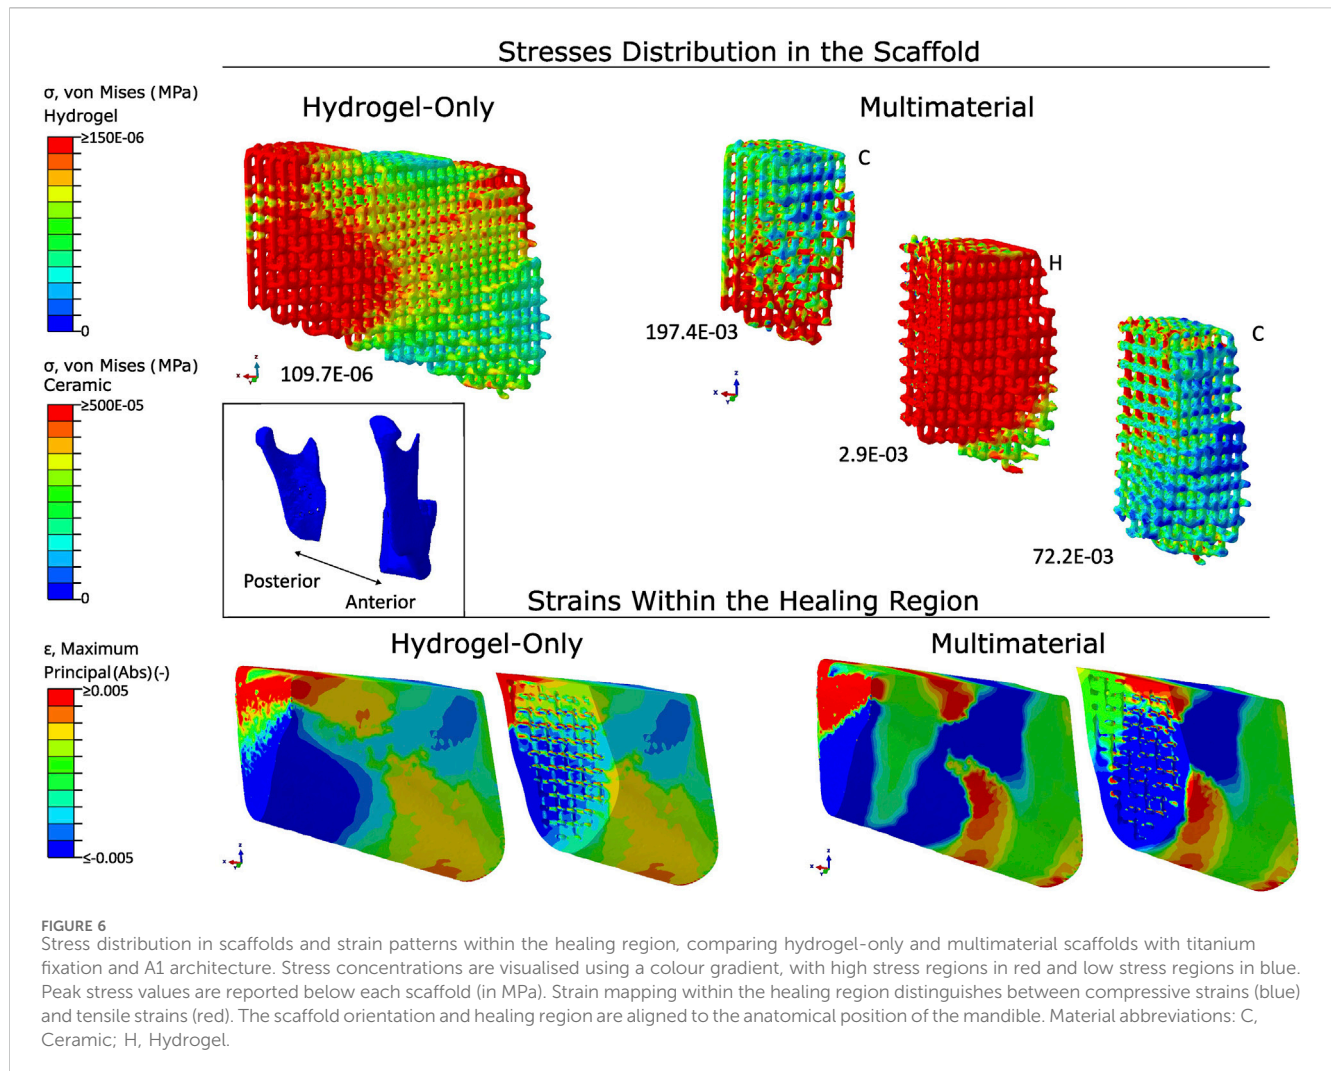 Stresses Distribution in the Scaffold
σ, von Mises (MPa)
Hydrogel
≥150E-06
0
Hydrogel-Only
Multimaterial
C
H
C
197.4E-03
109.7E-06
2.9E-03
72.2E-03
z
x
Y
z
x
Y
σ, von Mises (MPa)
Ceramic
≥500E-05
0
Posterior
Anterior
Strains Within the Healing Region
ε, Maximum
Principal(Abs)(-)
≥0.005
≤-0.005
Hydrogel-Only
Multimaterial
z
x
Y
z
x
Y
FIGURE 6
Stress distribution in scaffolds and strain patterns within the healing region, comparing hydrogel-only and multimaterial scaffolds with titanium
fixation and A1 architecture. Stress concentrations are visualised using a colour gradient, with high stress regions in red and low stress regions in blue.
Peak stress values are reported below each scaffold (in MPa). Strain mapping within the healing region distinguishes between compressive strains (blue)
and tensile strains (red). The scaffold orientation and healing region are aligned to the anatomical position of the mandible. Material abbreviations: C,
Ceramic; H, Hydrogel.